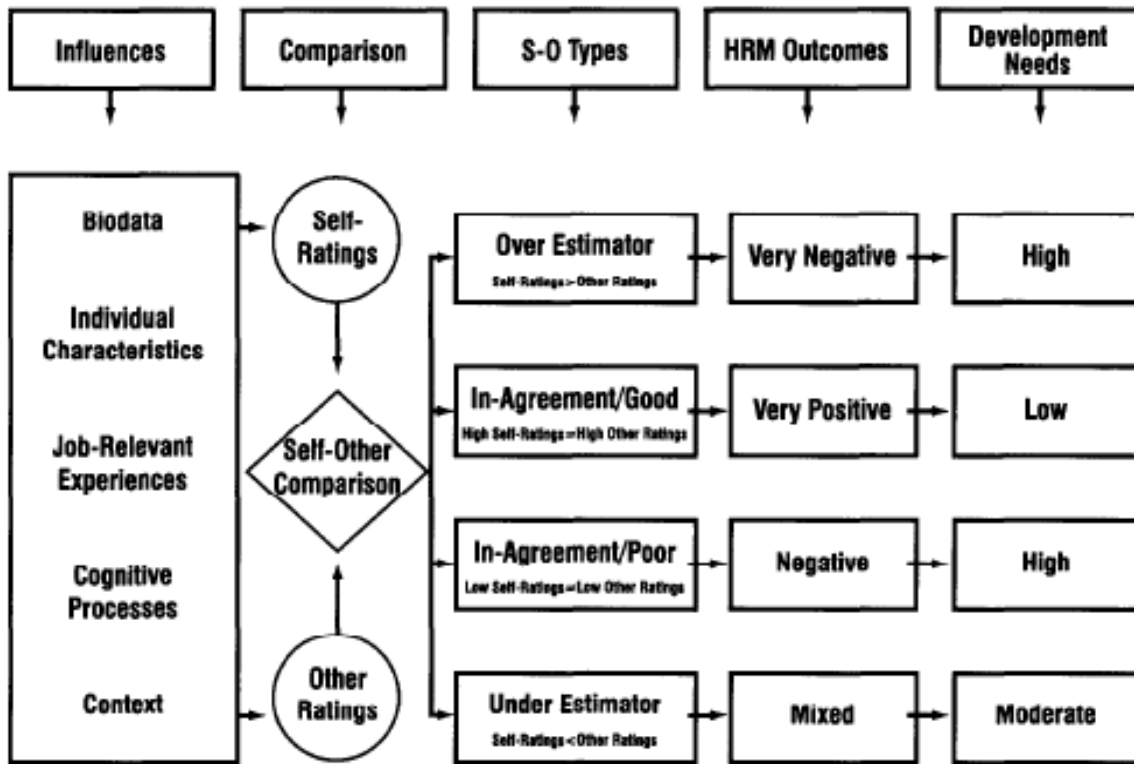 Influences
Comparison
S-O Types
HRM Outcomes
Development
Needs
Biodata
Individual
Characteristics
Job-Relevant
Experiences
Cognitive
Processes
Context
Self-
Ratings
Self-Other
Comparison
Other
Ratings
Over Estimator
Self-Ratings>Other Ratings
Very Negative
High
In-Agreement/Good
High Self-Ratings=High Other Ratings
Very Positive
Low
In-Agreement/Poor
Low Self-Ratings=Low Other Ratings
Negative
High
Under Estimator
Self-Ratings<Other Ratings
Mixed
Moderate